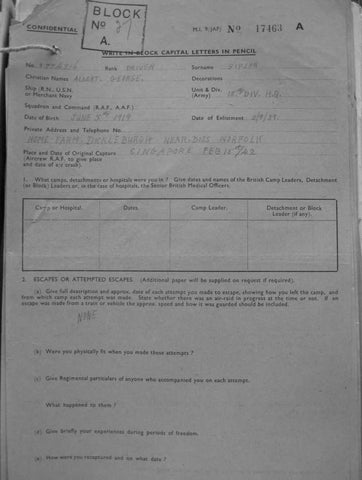 BLOCK
No 21
A.
CONFIDENTIAL
M.I. 9/JAP/ No 17463 A
WRITE IN BLOCK CAPITAL LETTERS IN PENCIL
No. Rank DRIVER Surname
Christian Names ALBERT. GEORGE. Decorations
Ship (R.N., U.S.N. or Merchant Navy Unit & Div. (Army) 18TH DIV. H.Q.
Squadron and Command (R.A.F., A.A.F.)
Date of Birth JUNE 5TH 1919 Date of Enlistment 2/9/39.
Private Address and Telephone No.
HOME FARM, DICKLEBURGH NEAR DISS NORFOLK
Place and Date of Original Capture SINGAPORE FEB 15TH/42
(Aircrew R.A.F. to give place
and date of a/c crash).
1. What camps, detachments or hospitals were you in? Give dates and names of the British Camp Leaders, Detachment
(or Block) Leaders or, in the case of hospitals, the Senior British Medical Officers.
Camp or Hospital. Dates. Camp Leader. Detachment or Block
Leader (if any).
2. ESCAPES OR ATTEMPTED ESCAPES. (Additional paper will be supplied on request if required).
(a) Give full description and approx. date of each attempt you made to escape, showing how you left the camp, and
from which camp each attempt was made. State whether there was an air-raid in progress at the time or not. If an
escape was made from a train or vehicle the approx. speed and how it was guarded should be included.
NONE
(b) Were you physically fit when you made those attempts?
(c) Give Regimental particulars of anyone who accompanied you on each attempt.
What happened to them?
(d) Give briefly your experiences during periods of freedom.
(e) How were you recaptured and on what date?